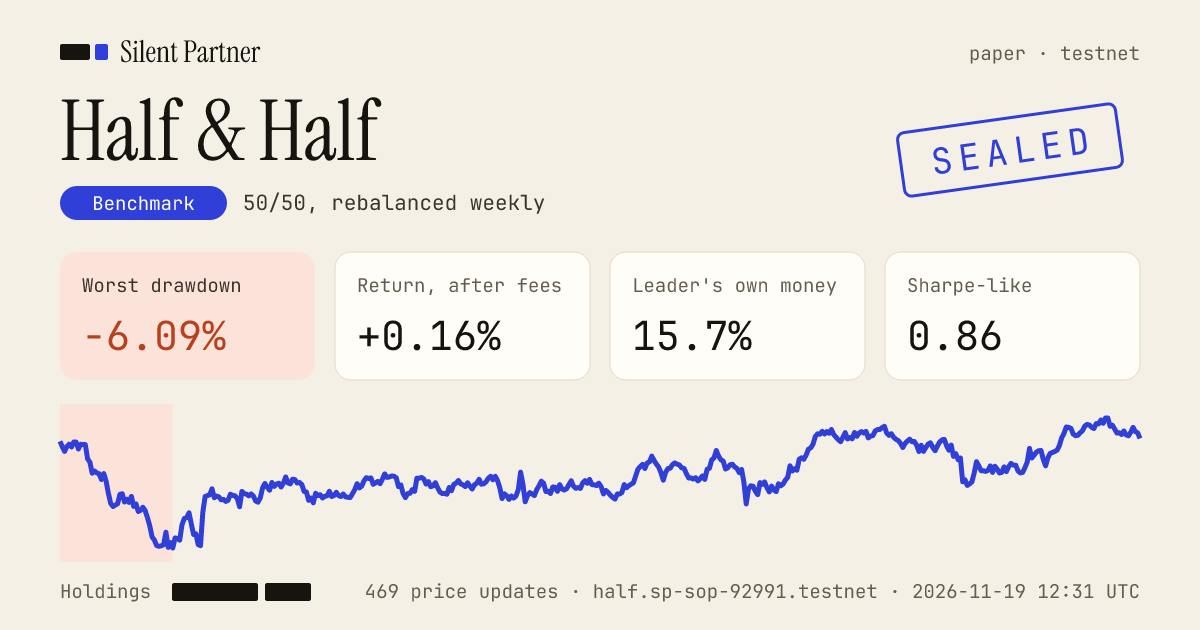 Silent Partner
paper · testnet
Half & Half
SEALED
Benchmark 50/50, rebalanced weekly
Worst drawdown
-6.09%
Return, after fees
+0.16%
Leader's own money
15.7%
Sharpe-like
0.86
Holdings
469 price updates · half.sp-sop-92991.testnet · 2026-11-19 12:31 UTC